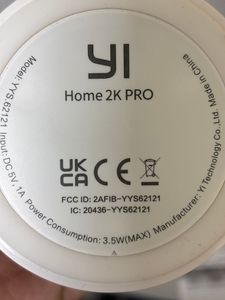 YI
Home 2K PRO
UK
CA CE
FCC ID: 2AFIB-YYS62121
IC: 20436-YYS62121
Model: YYS.62121 Input: DC 5V, 1A Power Consumption: 3.5W(MAX) Manufacturer: Yi Technology Co., Ltd. Made in China